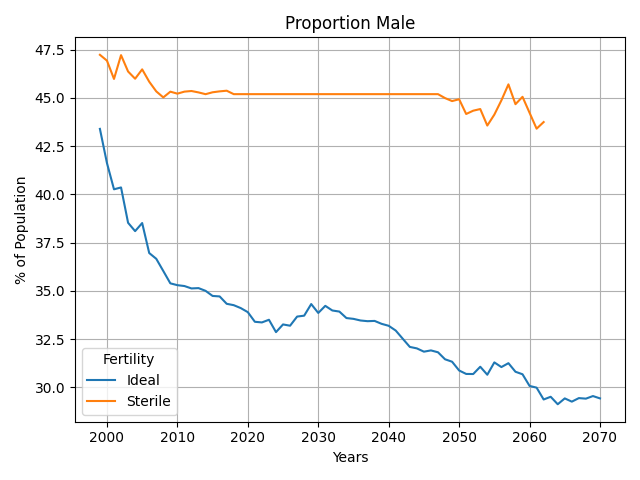 Proportion Male
% of Population
47.5
45.0
42.5
40.0
37.5
35.0
32.5
30.0
Fertility
Ideal
Sterile
2000 2010 2020 2030 2040 2050 2060 2070
Years